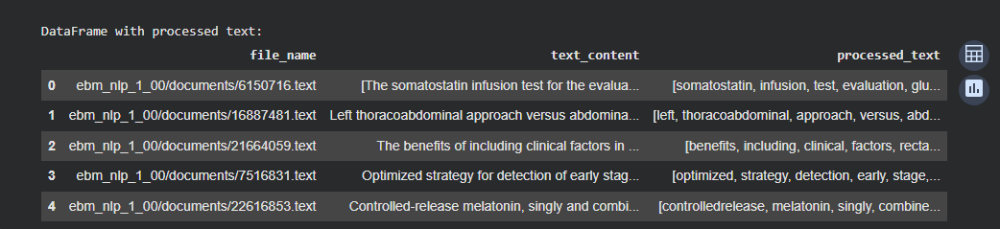 DataFrame with processed text:
file_name text_content processed_text
0 ebm_nlp_1_00/documents/6150716.text [The somatostatin infusion test for the evalua... [somatostatin, infusion, test, evaluation, glu...
1 ebm_nlp_1_00/documents/16887481.text Left thoracoabdominal approach versus abdomina... [left, thoracoabdominal, approach, versus, abd...
2 ebm_nlp_1_00/documents/21664059.text The benefits of including clinical factors in ... [benefits, including, clinical, factors, recta...
3 ebm_nlp_1_00/documents/7516831.text Optimized strategy for detection of early stag... [optimized, strategy, detection, early, stage,...
4 ebm_nlp_1_00/documents/22616853.text Controlled-release melatonin, singly and combi... [controlledrelease, melatonin, singly, combine...